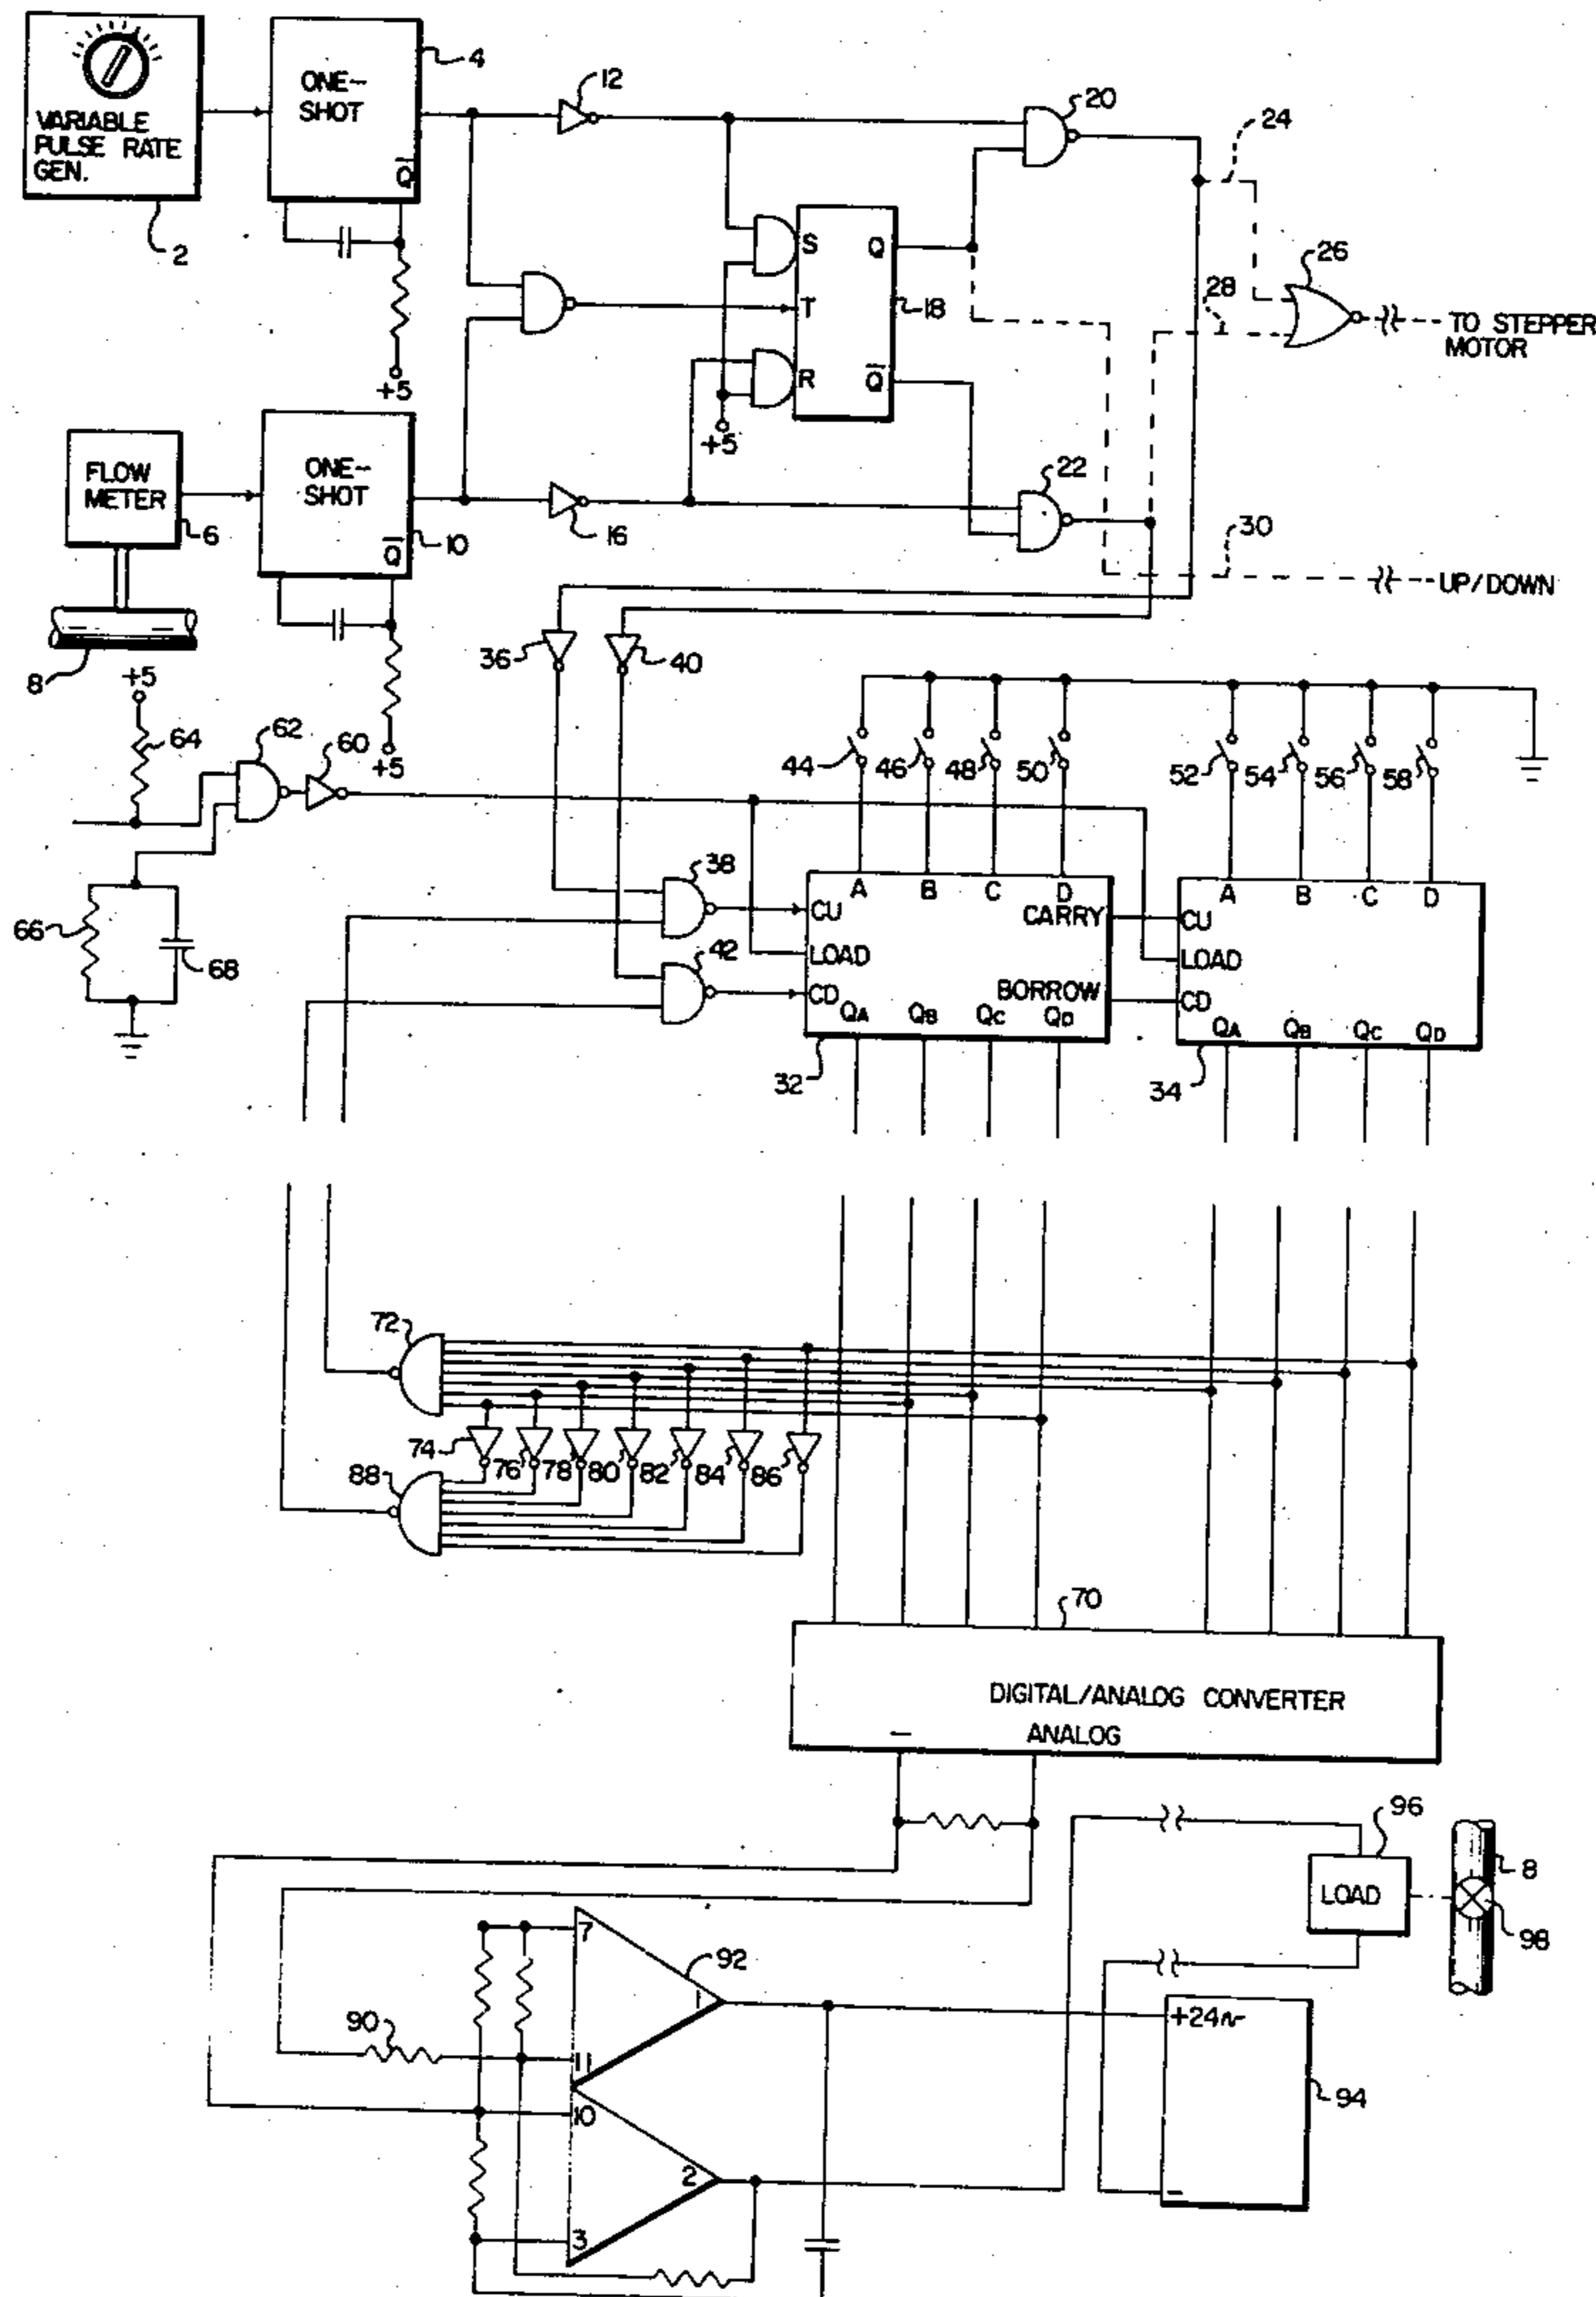 VARIABLE
PULSE RATE
GEN.
2
ONE-
SHOT
Q̅
4
+5
12
20
24
S
T
R
Q
Q̅
18
+5
26
28
TO STEPPER
MOTOR
FLOW
METER
6
8
ONE-
SHOT
Q̅
10
+5
16
22
30
UP/DOWN
36
40
+5
64
62
60
66
68
44
46
48
50
52
54
56
58
38
42
A
B
C
D
CU
CARRY
LOAD
BORROW
CD
QA
QB
QC
QD
32
A
B
C
D
CU
LOAD
CD
QA
QB
QC
QD
34
72
74
76
78
80
82
84
86
88
70
DIGITAL/ANALOG CONVERTER
–
ANALOG
96
LOAD
8
98
7
92
1
90
11
10
2
3
+24
–
94